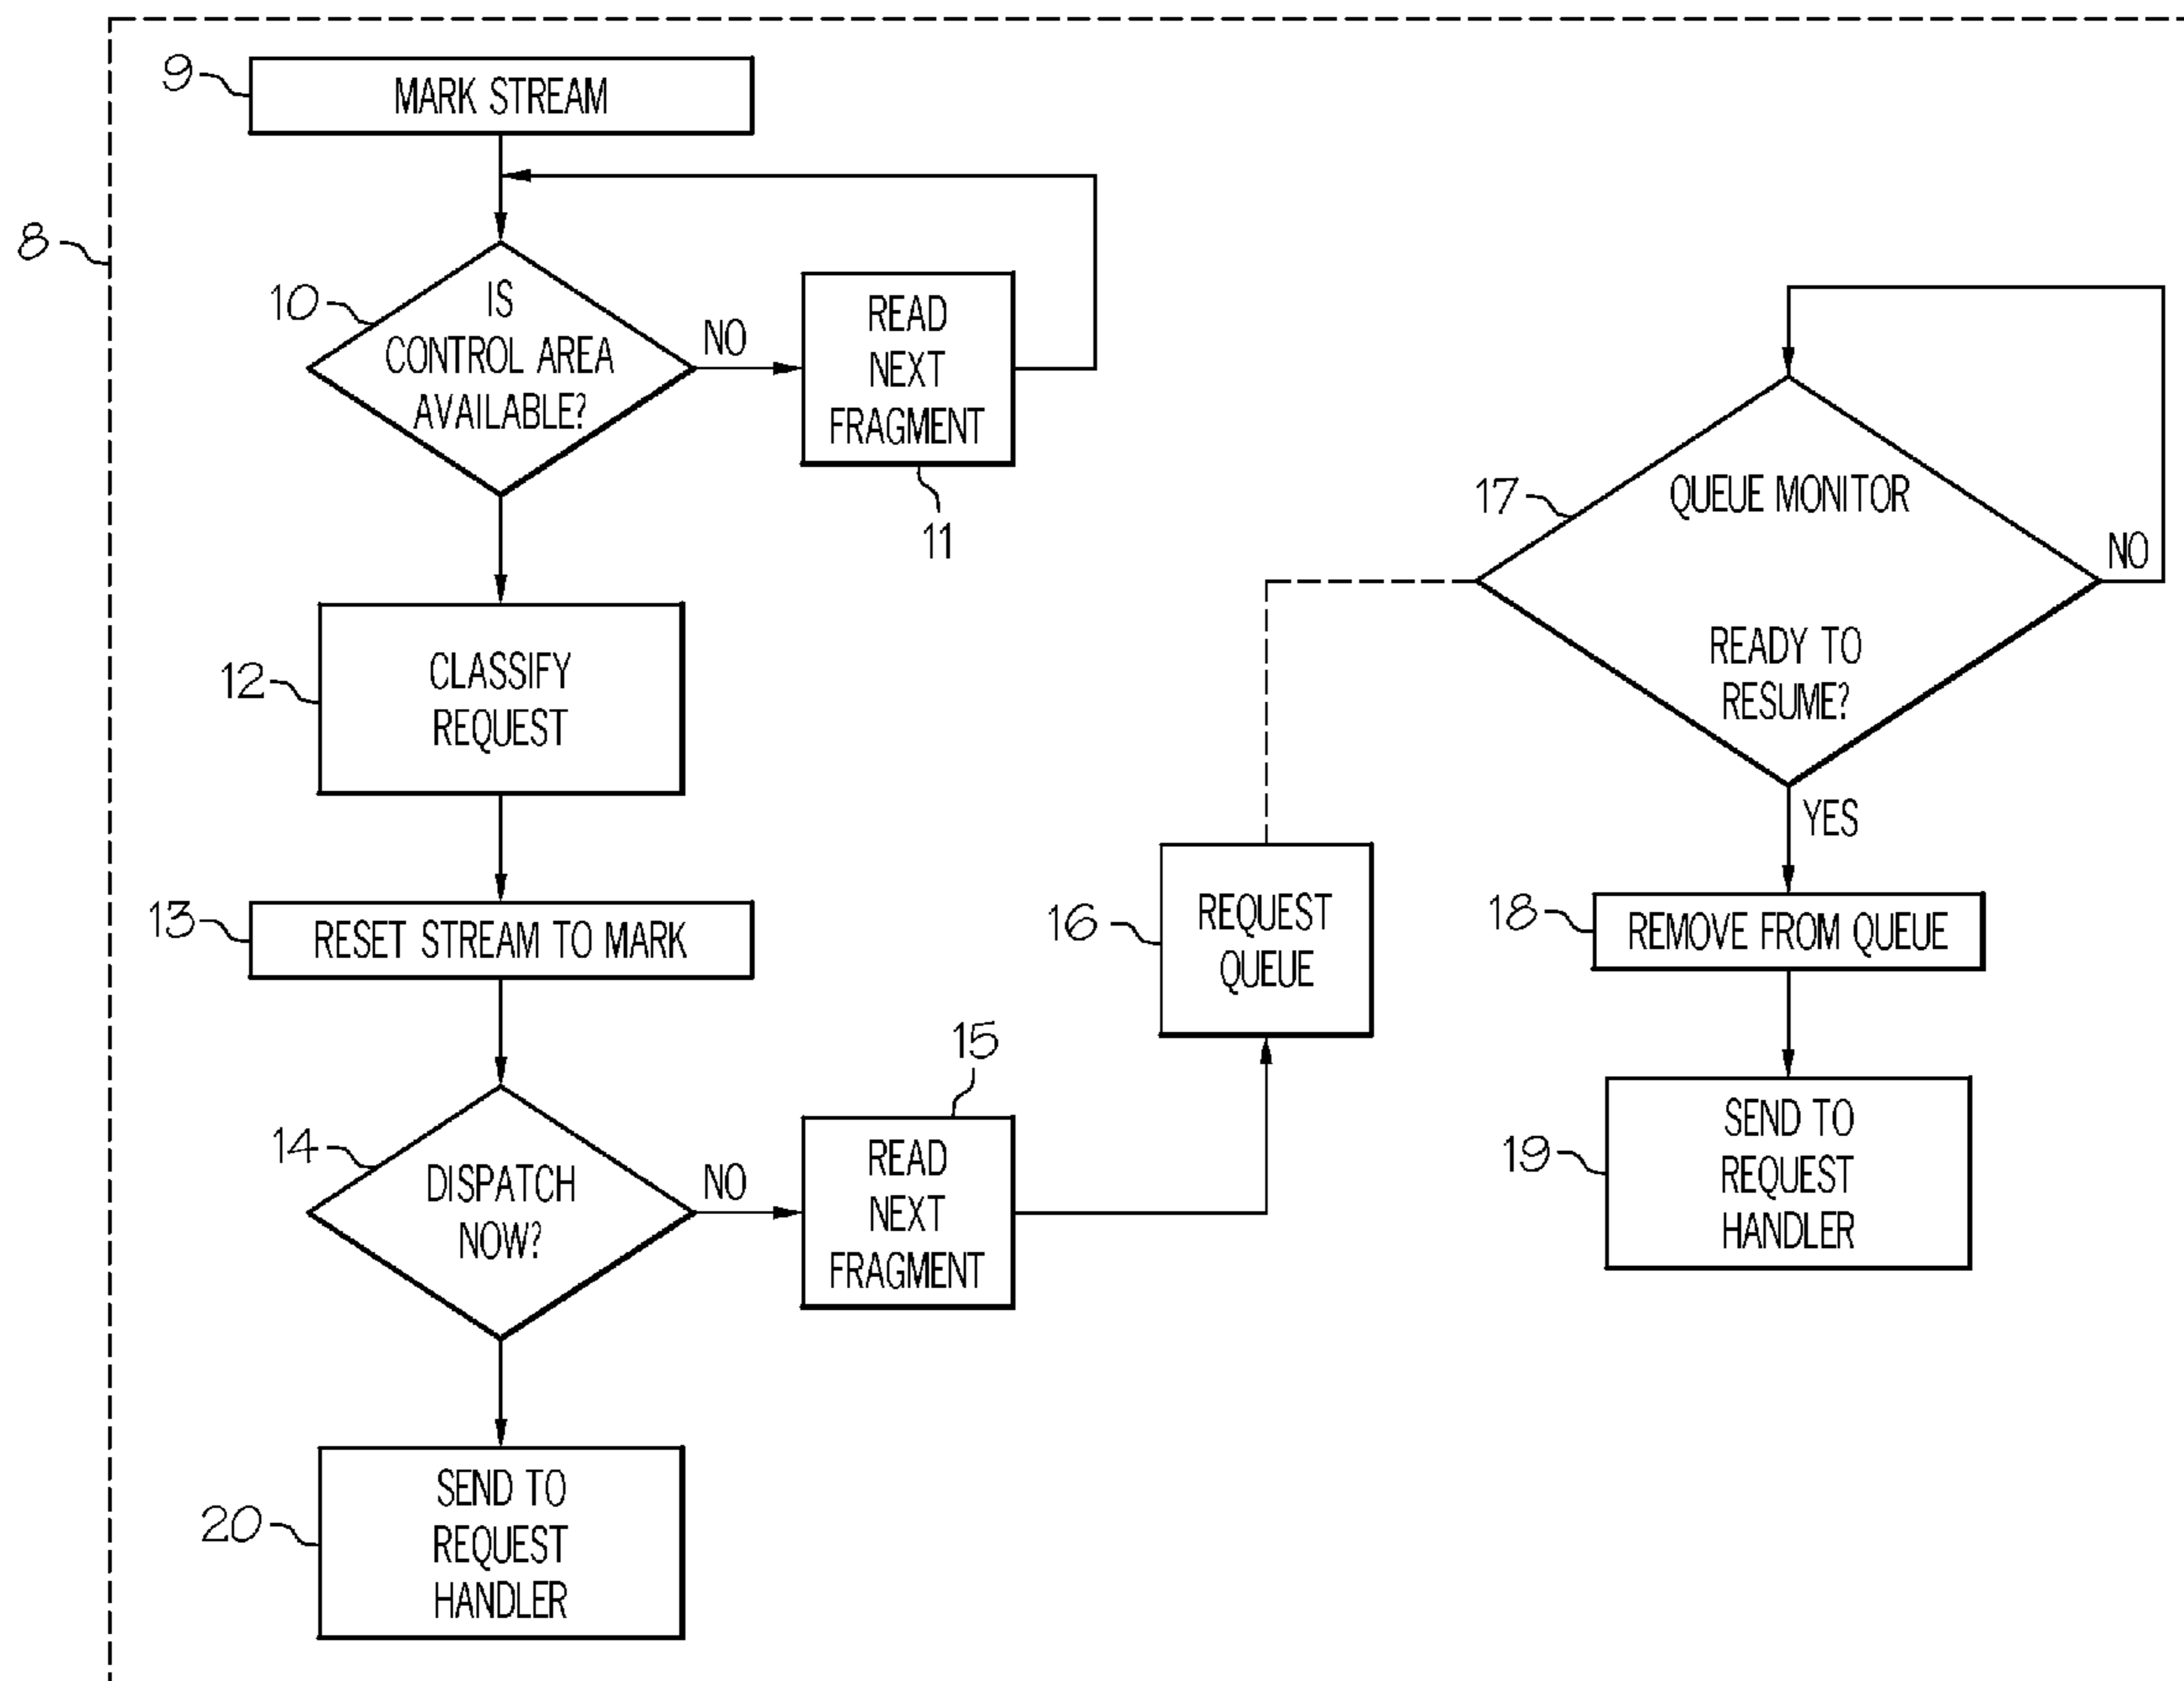 9
MARK STREAM
8
10
IS
CONTROL AREA
AVAILABLE?
NO
READ
NEXT
FRAGMENT
11
12
CLASSIFY
REQUEST
13
RESET STREAM TO MARK
14
DISPATCH
NOW?
NO
15
READ
NEXT
FRAGMENT
20
SEND TO
REQUEST
HANDLER
16
REQUEST
QUEUE
17
QUEUE MONITOR
READY TO
RESUME?
NO
YES
18
REMOVE FROM QUEUE
19
SEND TO
REQUEST
HANDLER